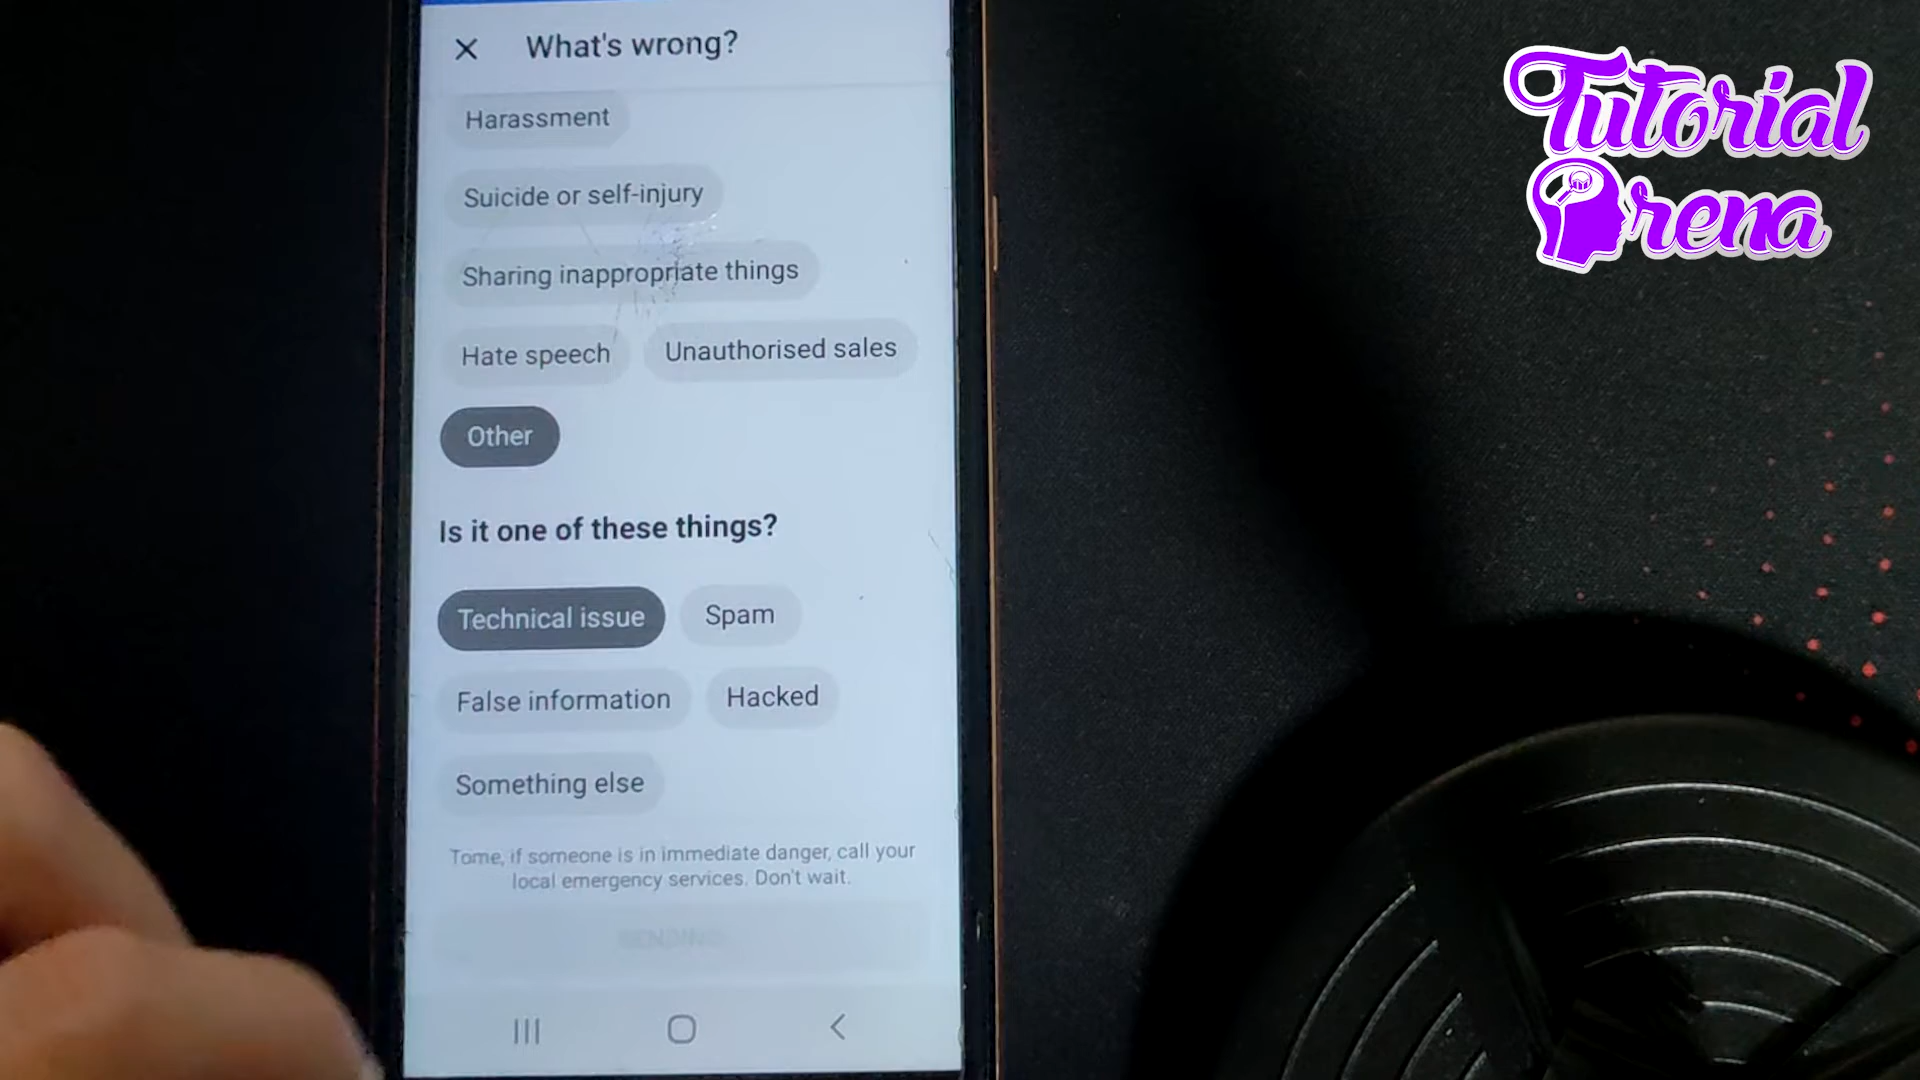 What's wrong?
Harassment
Suicide or self-injury
Sharing inappropriate things
Hate speech
Unauthorised sales
Other
Is it one of these things?
Technical issue
Spam
False information
Hacked
Something else
Tome, if someone is in immediate danger, call your
local emergency services. Don't wait.
SENDING
Tutorial
Arena